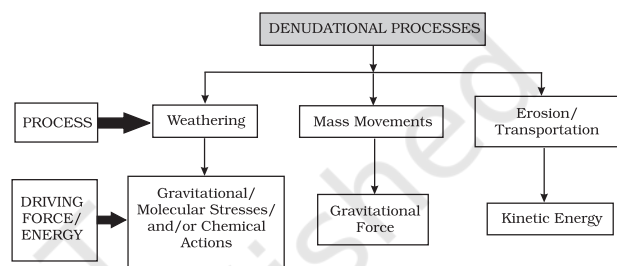 DENUDATIONAL PROCESSES
PROCESS
Weathering
Mass Movements
Erosion/
Transportation
DRIVING
FORCE/
ENERGY
Gravitational/
Molecular Stresses/
and/or Chemical
Actions
Gravitational
Force
Kinetic Energy